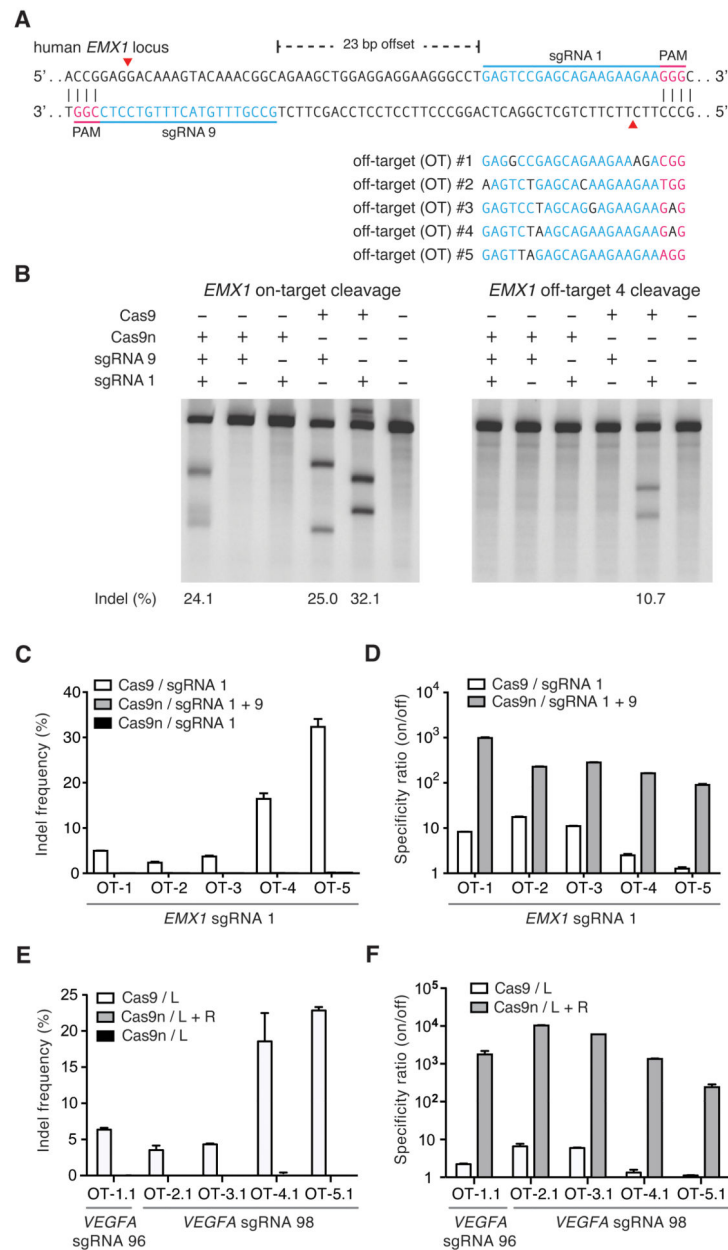 A
human EMX1 locus
23 bp offset
sgRNA 1
PAM
5’.. ACCGGAGGACAAAGTACAAACGGCAGAAGCTGGAGGAGGAAGGGCCTGAGTCCGAGCAGAAGAAGAAGGGC.. 3’
3’.. TGGCCTCCTGTTTCATGTTTGCCGTCTTCGACCTCCTCCTTCCCGGACTCAGGCTCGTCTTCTTCTTCCCG.. 5’
PAM
sgRNA 9
off-target (OT) #1 GAGGCCGAGCAGAAGAAAGACGG
off-target (OT) #2 AAGTCTGAGCACAAGAAGAATGG
off-target (OT) #3 GAGTCCTAGCAGGAGAAGAAGAG
off-target (OT) #4 GAGTCTAAGCAGAAGAAGAAGAG
off-target (OT) #5 GAGTTAGAGCAGAAGAAGAAAGG
B
EMX1 on-target cleavage
EMX1 off-target 4 cleavage
Cas9 – – – + + – – – – + + –
Cas9n + + + – – – + + + – – –
sgRNA 9 + + – + – – + + – + – –
sgRNA 1 + – + – + – + – + – + –
Indel (%) 24.1 25.0 32.1 10.7
C
Cas9 / sgRNA 1
Cas9n / sgRNA 1 + 9
Cas9n / sgRNA 1
Indel frequency (%)
40
30
20
10
0
OT-1 OT-2 OT-3 OT-4 OT-5
EMX1 sgRNA 1
D
Cas9 / sgRNA 1
Cas9n / sgRNA 1 + 9
Specificity ratio (on/off)
10⁴
10³
10²
10
1
OT-1 OT-2 OT-3 OT-4 OT-5
EMX1 sgRNA 1
E
Cas9 / L
Cas9n / L + R
Cas9n / L
Indel frequency (%)
25
20
15
10
5
0
OT-1.1 OT-2.1 OT-3.1 OT-4.1 OT-5.1
VEGFA sgRNA 96
VEGFA sgRNA 98
F
Cas9 / L
Cas9n / L + R
Specificity ratio (on/off)
10⁵
10⁴
10³
10²
10
1
OT-1.1 OT-2.1 OT-3.1 OT-4.1 OT-5.1
VEGFA sgRNA 96
VEGFA sgRNA 98